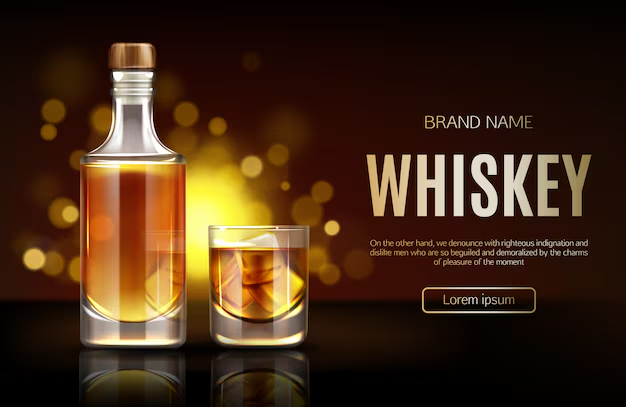 BRAND NAME
WHISKEY
On the other hand, we denounce with righteous indignation and
dislike men who are so beguiled and demoralized by the charms
of pleasure of the moment
Lorem ipsum